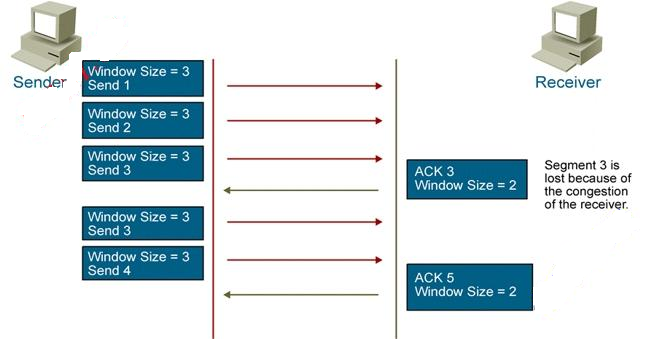 Sender
Receiver
Window Size = 3
Send 1
Window Size = 3
Send 2
Window Size = 3
Send 3
ACK 3
Window Size = 2
Segment 3 is
lost because of
the congestion
of the receiver.
Window Size = 3
Send 3
Window Size = 3
Send 4
ACK 5
Window Size = 2